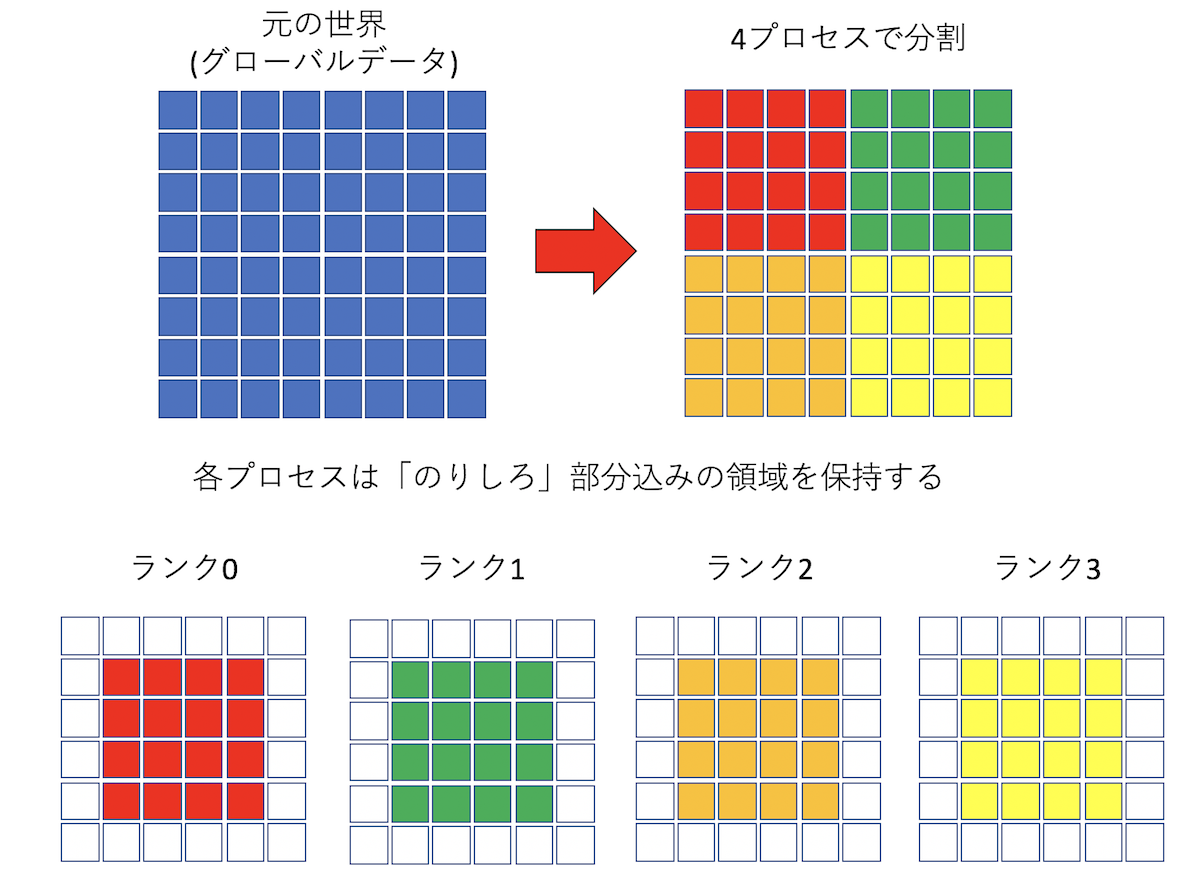 元の世界
(グローバルデータ)
4プロセスで分割
各プロセスは「のりしろ」部分込みの領域を保持する
ランク0
ランク1
ランク2
ランク3